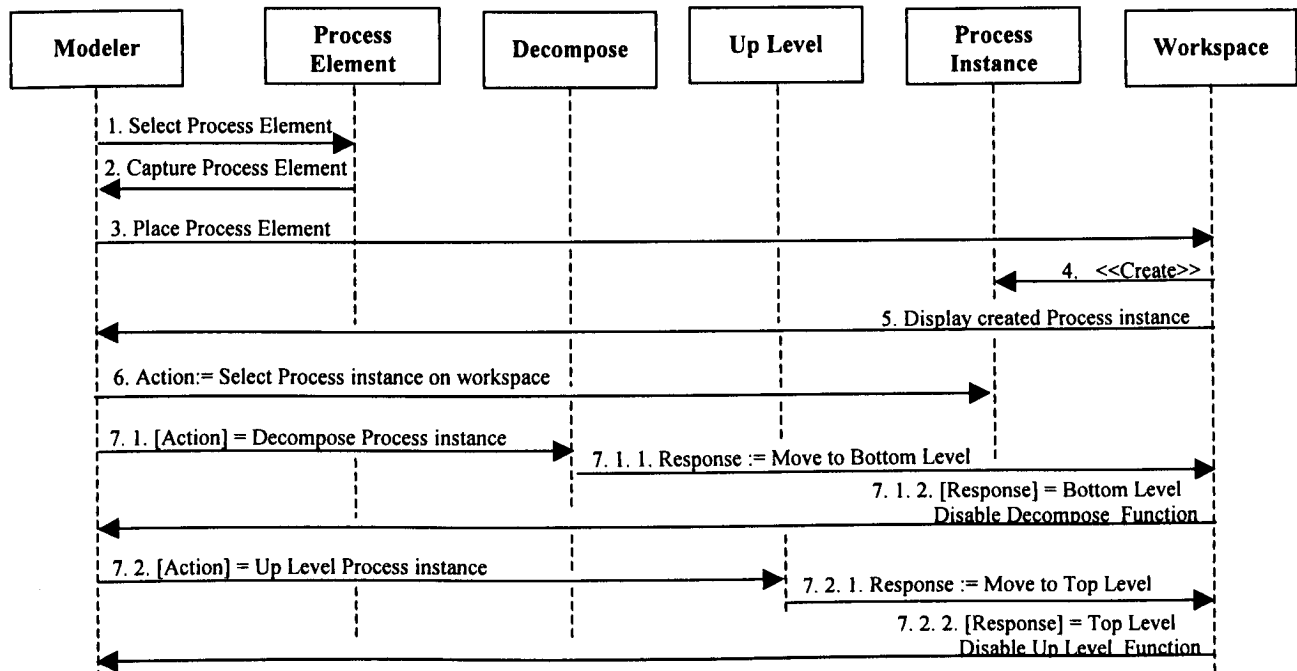 Modeler
Process
Element
Decompose
Up Level
Process
Instance
Workspace
1. Select Process Element
2. Capture Process Element
3. Place Process Element
4. <<Create>>
5. Display created Process instance
6. Action:= Select Process instance on workspace
7. 1. [Action] = Decompose Process instance
7. 1. 1. Response := Move to Bottom Level
7. 1. 2. [Response] = Bottom Level
Disable Decompose Function
7. 2. [Action] = Up Level Process instance
7. 2. 1. Response := Move to Top Level
7. 2. 2. [Response] = Top Level
Disable Up Level Function